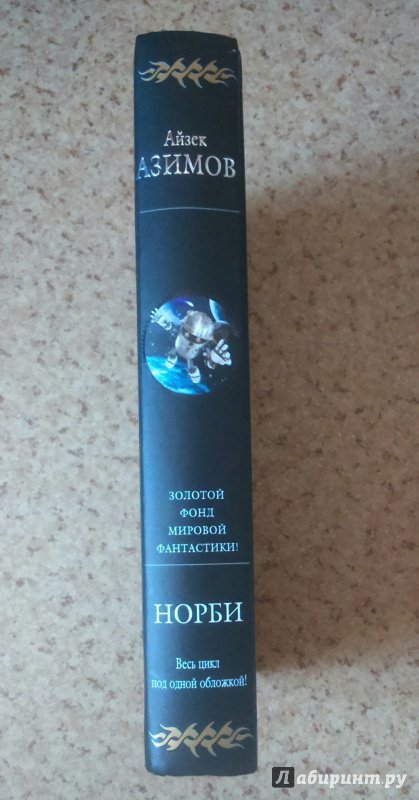 Айзек
АЗИМОВ
ЗОЛОТОЙ
ФОНД
МИРОВОЙ
ФАНТАСТИКИ!
НОРБИ
Весь цикл
под одной обложкой!
Лабиринт.ру